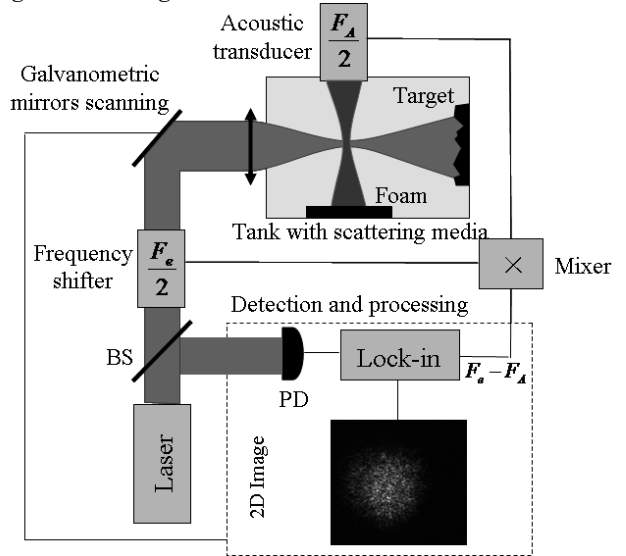 Acoustic
transducer
F_A
2
Galvanometric
mirrors scanning
Target
Foam
Tank with scattering media
Frequency
shifter
F_e
2
×
Mixer
Detection and processing
BS
PD
Lock-in
F_a – F_A
Laser
2D Image